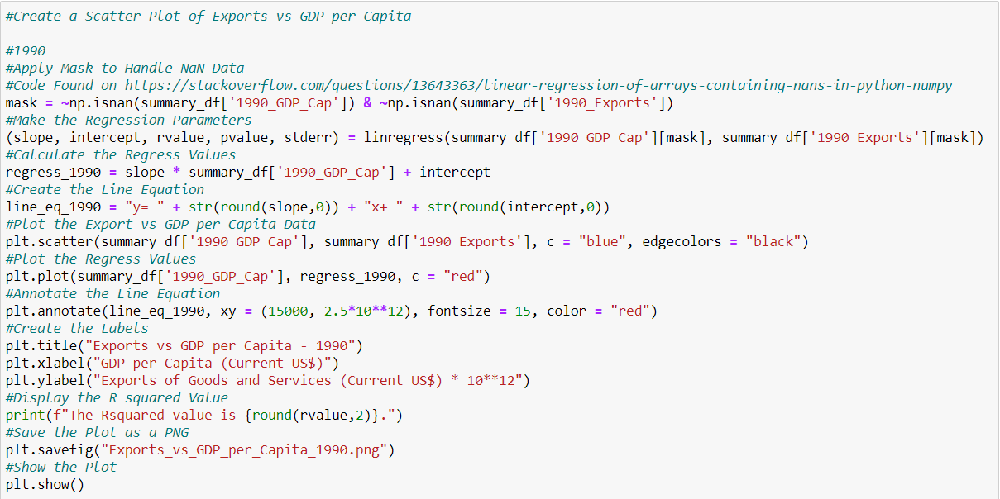 #Create a Scatter Plot of Exports vs GDP per Capita
#1990
#Apply Mask to Handle NaN Data
#Code Found on https://stackoverflow.com/questions/13643363/linear-regression-of-arrays-containing-nans-in-python-numpy
mask = ~np.isnan(summary_df['1990_GDP_Cap']) & ~np.isnan(summary_df['1990_Exports'])
#Make the Regression Parameters
(slope, intercept, rvalue, pvalue, stderr) = linregress(summary_df['1990_GDP_Cap'][mask], summary_df['1990_Exports'][mask])
#Calculate the Regress Values
regress_1990 = slope * summary_df['1990_GDP_Cap'] + intercept
#Create the Line Equation
line_eq_1990 = "y= " + str(round(slope,0)) + "x+ " + str(round(intercept,0))
#Plot the Export vs GDP per Capita Data
plt.scatter(summary_df['1990_GDP_Cap'], summary_df['1990_Exports'], c = "blue", edgecolors = "black")
#Plot the Regress Values
plt.plot(summary_df['1990_GDP_Cap'], regress_1990, c = "red")
#Annotate the Line Equation
plt.annotate(line_eq_1990, xy = (15000, 2.5*10**12), fontsize = 15, color = "red")
#Create the Labels
plt.title("Exports vs GDP per Capita - 1990")
plt.xlabel("GDP per Capita (Current US$)")
plt.ylabel("Exports of Goods and Services (Current US$) * 10**12")
#Display the R squared Value
print(f"The Rsquared value is {round(rvalue,2)}.")
#Save the Plot as a PNG
plt.savefig("Exports_vs_GDP_per_Capita_1990.png")
#Show the Plot
plt.show()